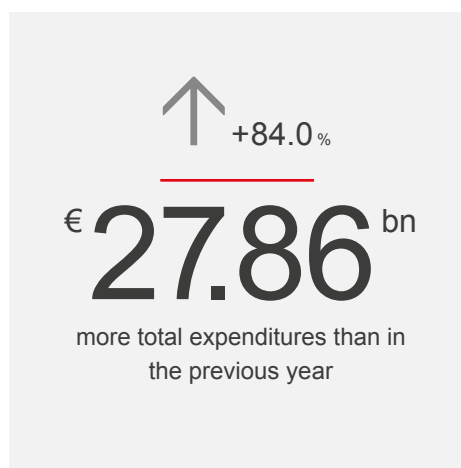 +84.0 %
€ 27.86 bn
more total expenditures than in
the previous year